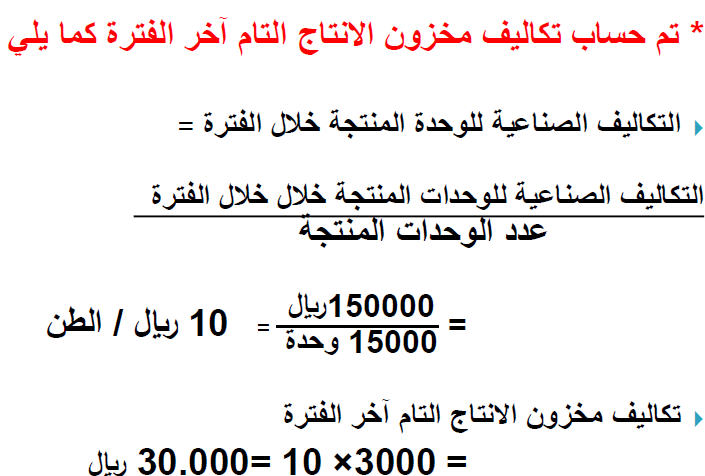 * تم حساب تكاليف مخزون الانتاج التام آخر الفترة كما يلي
التكاليف الصناعية للوحدة المنتجة خلال الفترة =
التكاليف الصناعية للوحدات المنتجة خلال خلال الفترة
عدد الوحدات المنتجة
= 150000ريال
15000 وحدة
= 10 ريال / الطن
تكاليف مخزون الانتاج التام آخر الفترة
= 3000× 10 =30.000 ريال